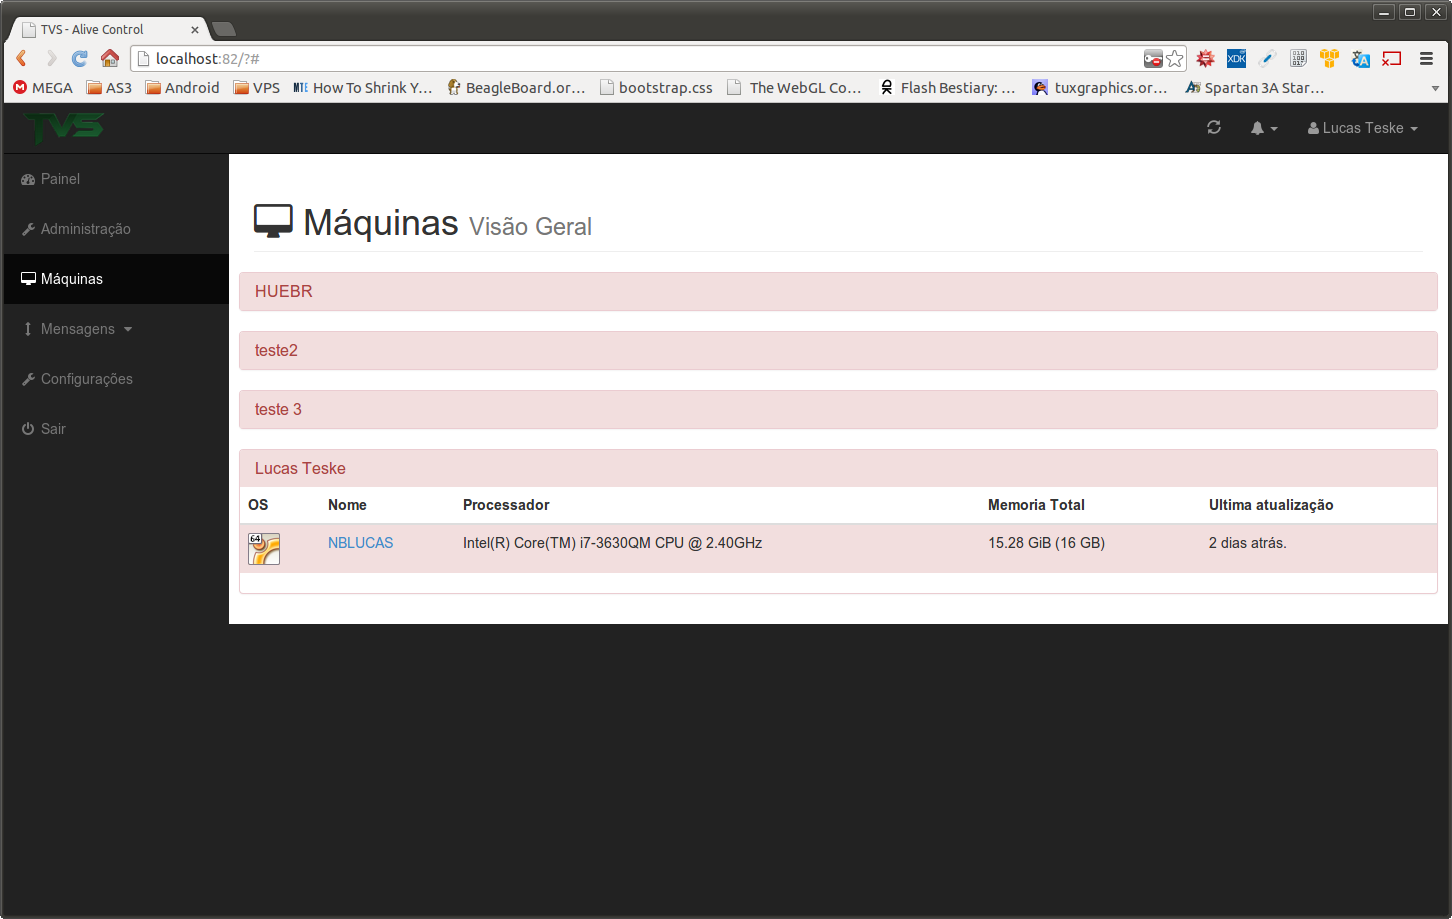 TVS - Alive Control
localhost:82/?#
XDK
MEGA AS3 Android VPS NTE How To Shrink Y... BeagleBoard.or... bootstrap.css The WebGL Co... Flash Bestiary: ... tuxgraphics.or... Spartan 3A Star...
TVS
Lucas Teske
Painel
Administração
Máquinas
Mensagens
Configurações
Sair
Máquinas Visão Geral
HUEBR
teste2
teste 3
Lucas Teske
OS Nome Processador Memoria Total Ultima atualização
64 NBLUCAS Intel(R) Core(TM) i7-3630QM CPU @ 2.40GHz 15.28 GiB (16 GB) 2 dias atrás.